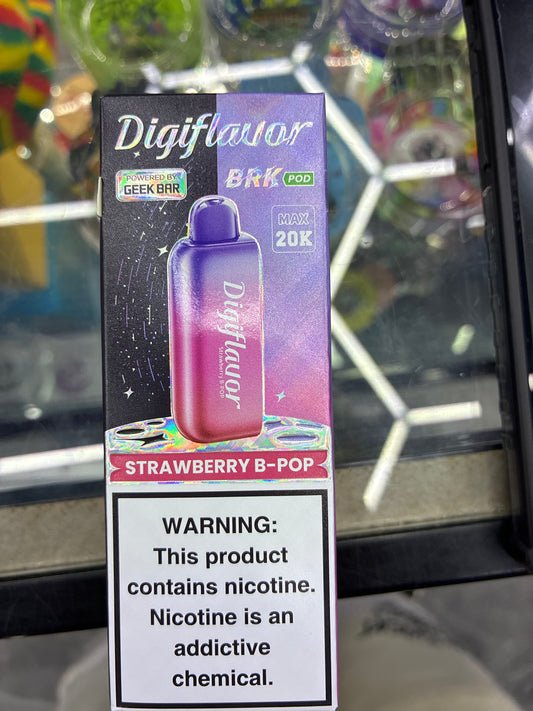 Digiflavor
POWERED BY
GEEK BAR
BRK POD
MAX
20K
Digiflavor
Strawberry B-POP
STRAWBERRY B-POP
WARNING:
This product
contains nicotine.
Nicotine is an
addictive
chemical.